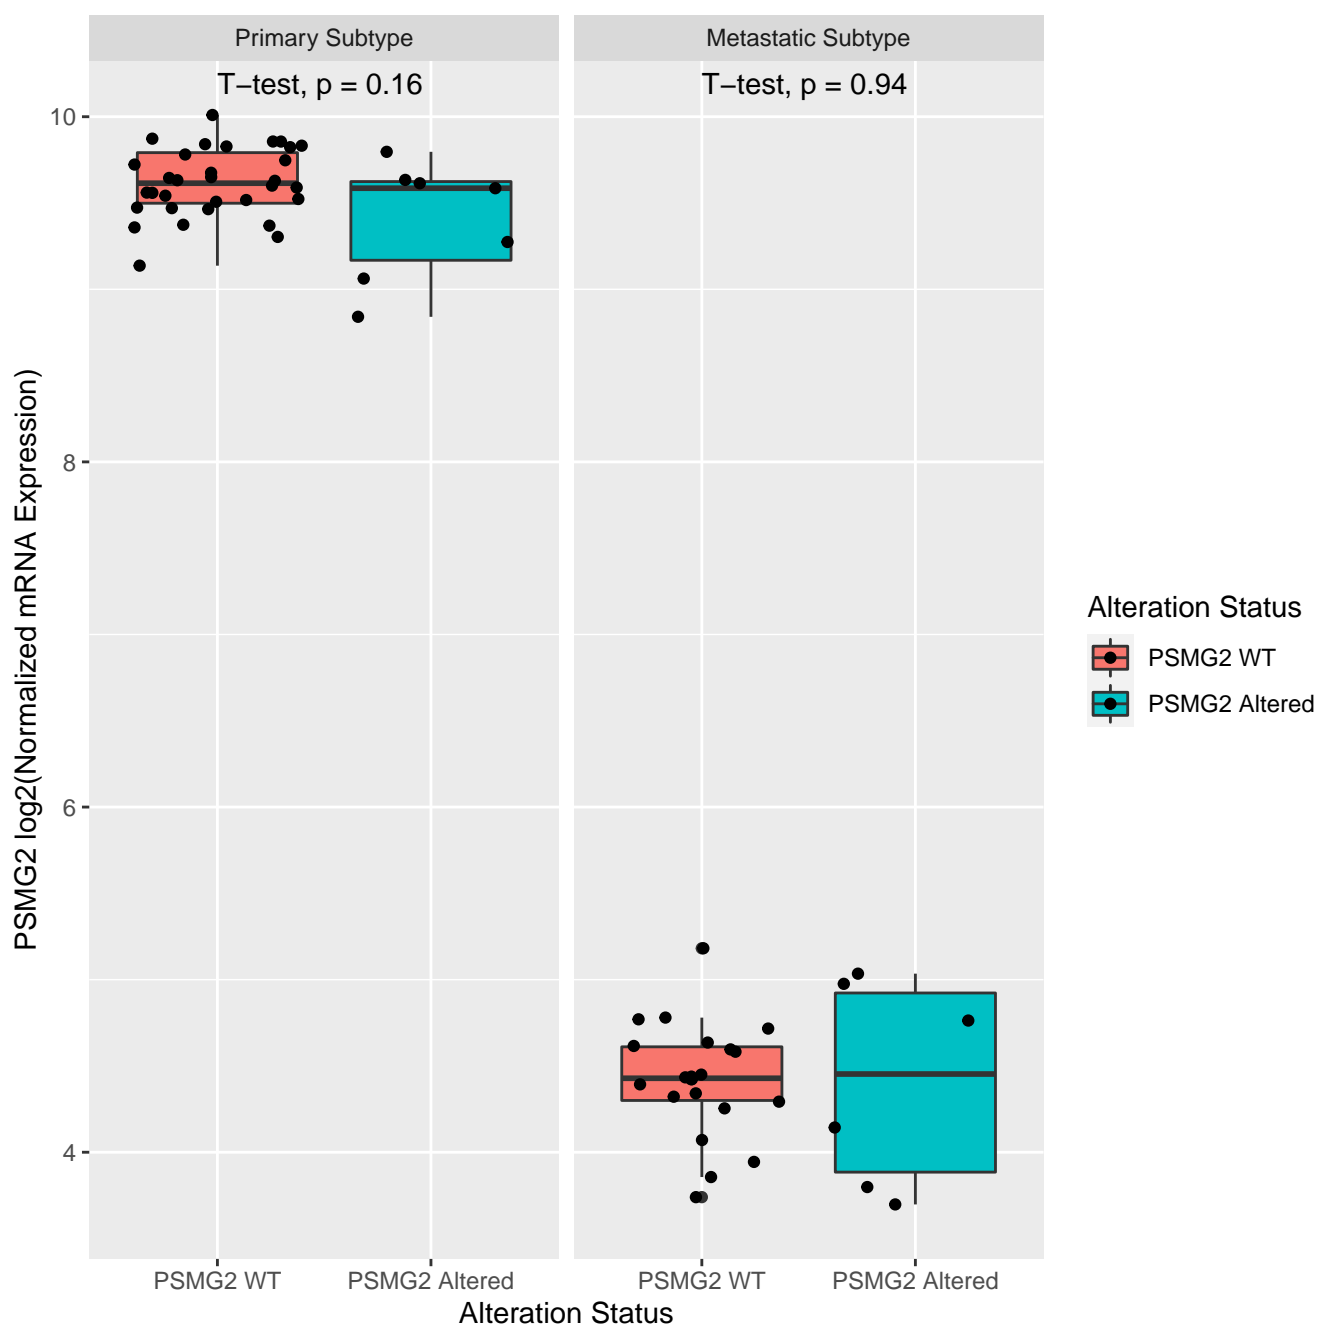 Primary Subtype
Metastatic Subtype
T−test, p = 0.16
T−test, p = 0.94
10
8
6
4
PSMG2 log2(Normalized mRNA Expression)
PSMG2 WT
PSMG2 Altered
PSMG2 WT
PSMG2 Altered
Alteration Status
Alteration Status
PSMG2 WT
PSMG2 Altered